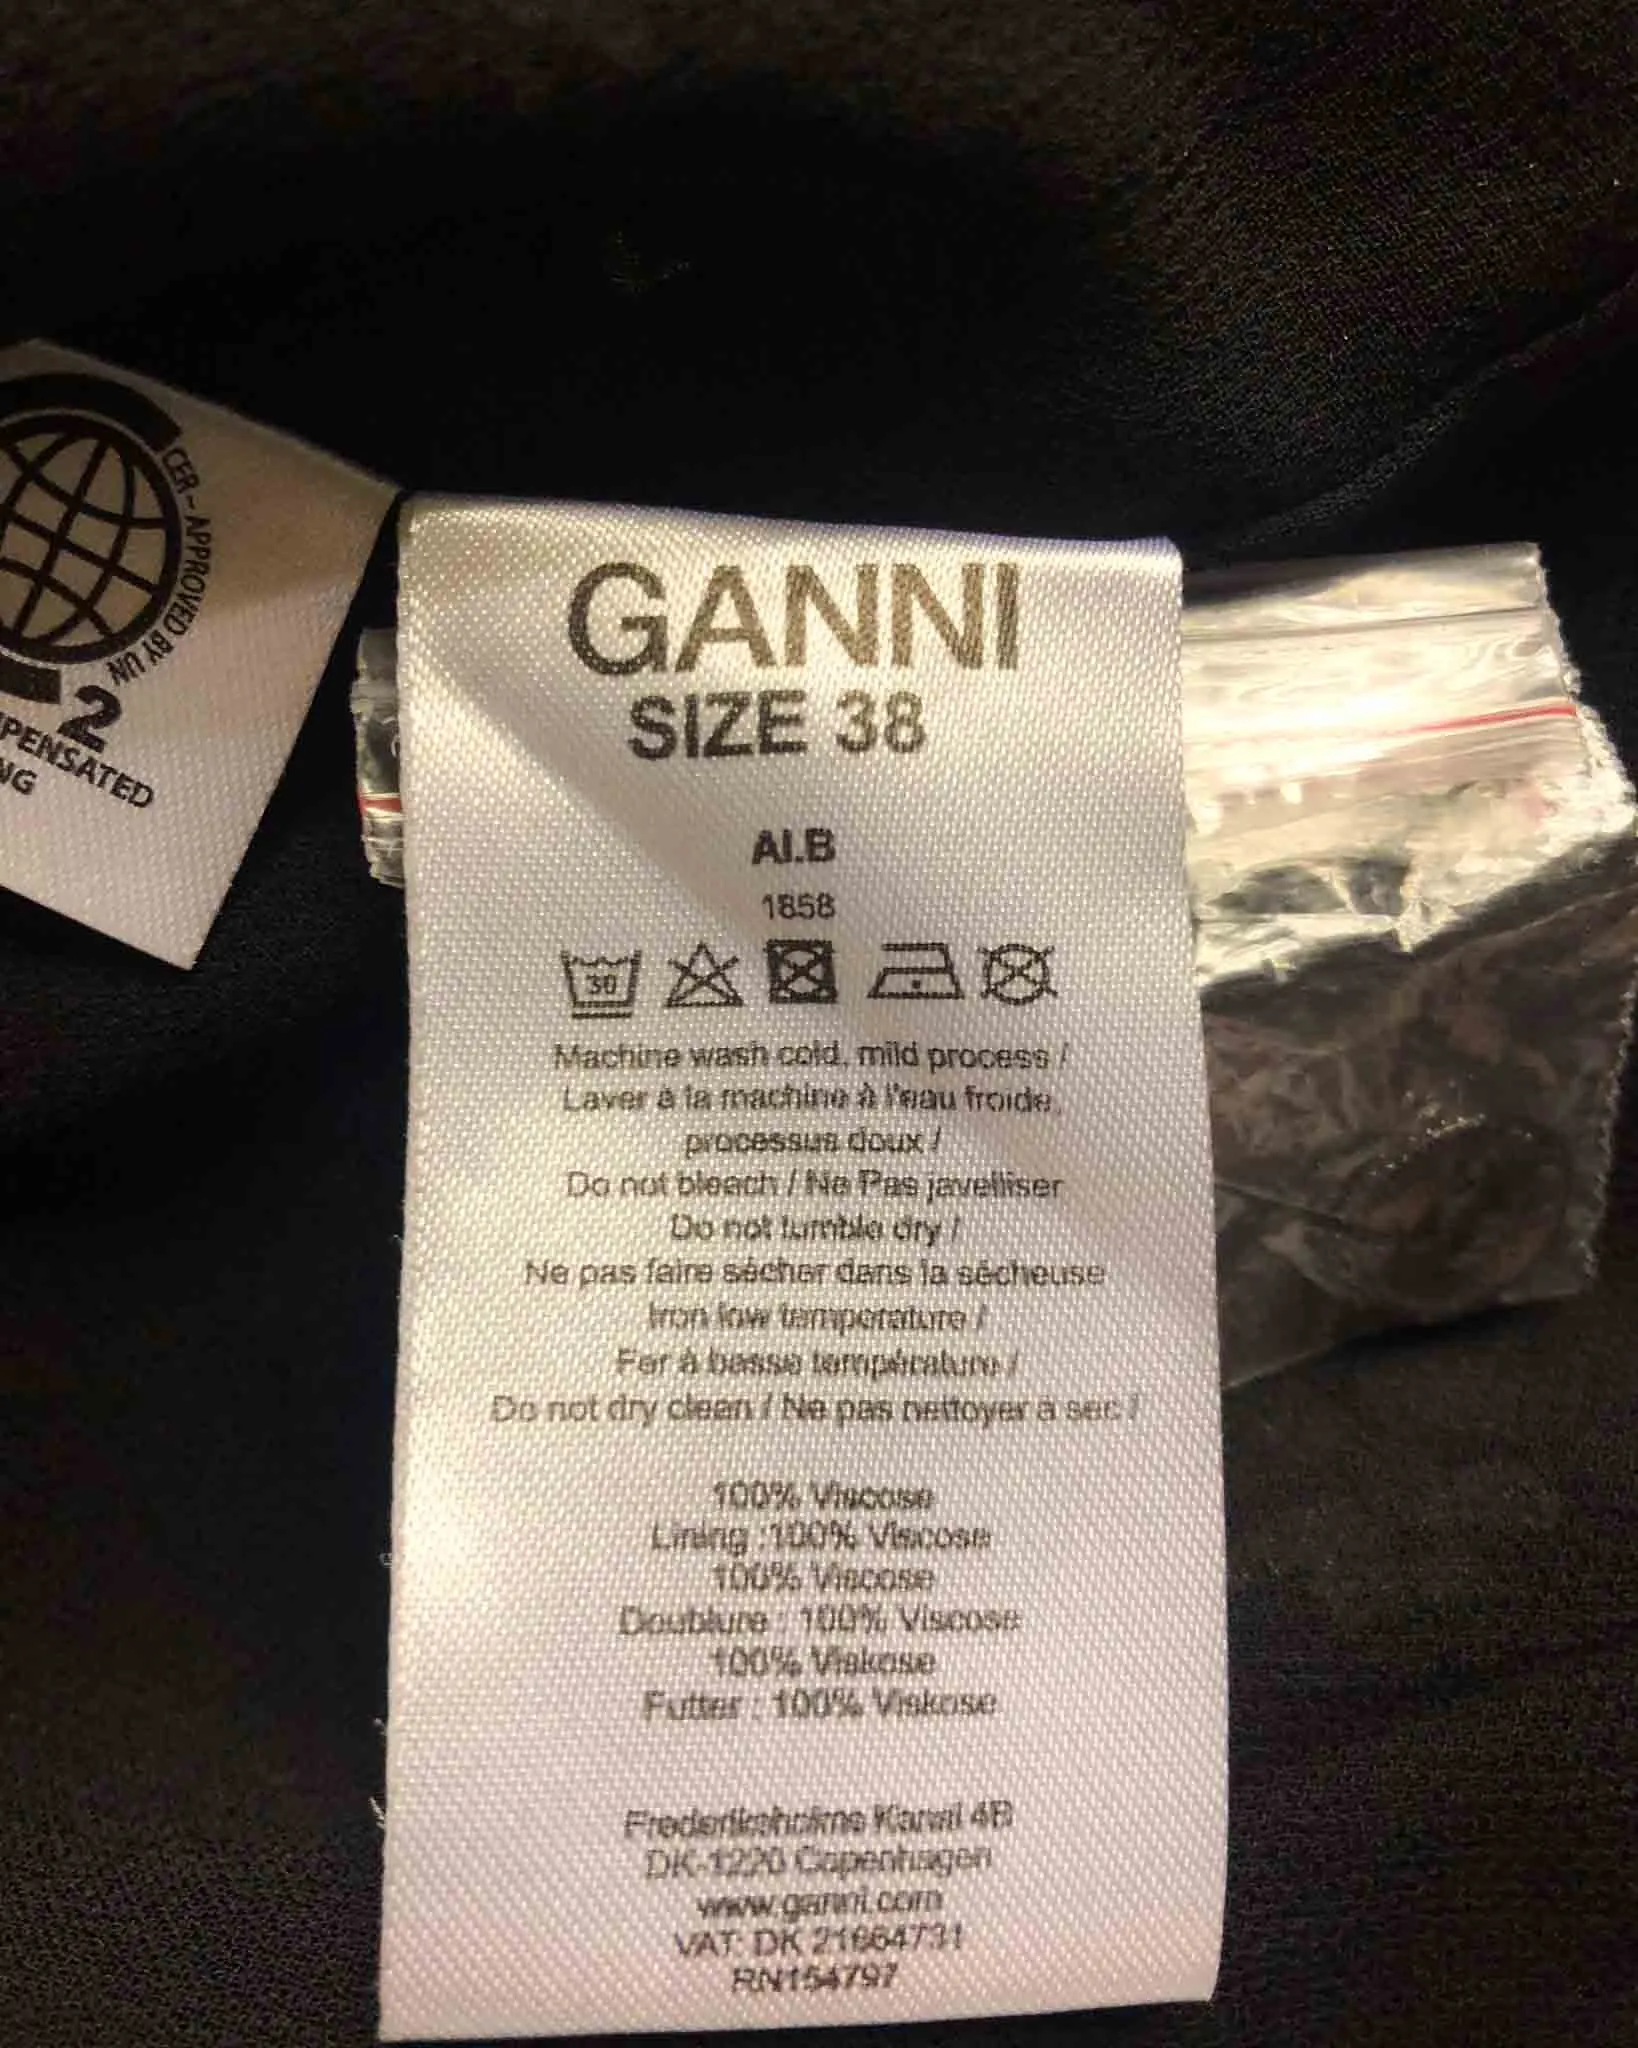 CER-APPROVED BY UN
2
PENSATED
NG
GANNI
SIZE 38
AI.B
1858
30
Machine wash cold, mild process /
Laver à la machine à l'eau froide,
processus doux /
Do not bleach / Ne Pas javelliser
Do not tumble dry /
Ne pas faire sécher dans la sécheuse
Iron low temperature /
Fer à basse température /
Do not dry clean / Ne pas nettoyer à sec /
100% Viscose
Lining :100% Viscose
100% Viscose
Doublure : 100% Viscose
100% Viskose
Futter : 100% Viskose
Frederiksholms Kanal 4B
DK-1220 Copenhagen
www.ganni.com
VAT: DK 21664731
RN154797